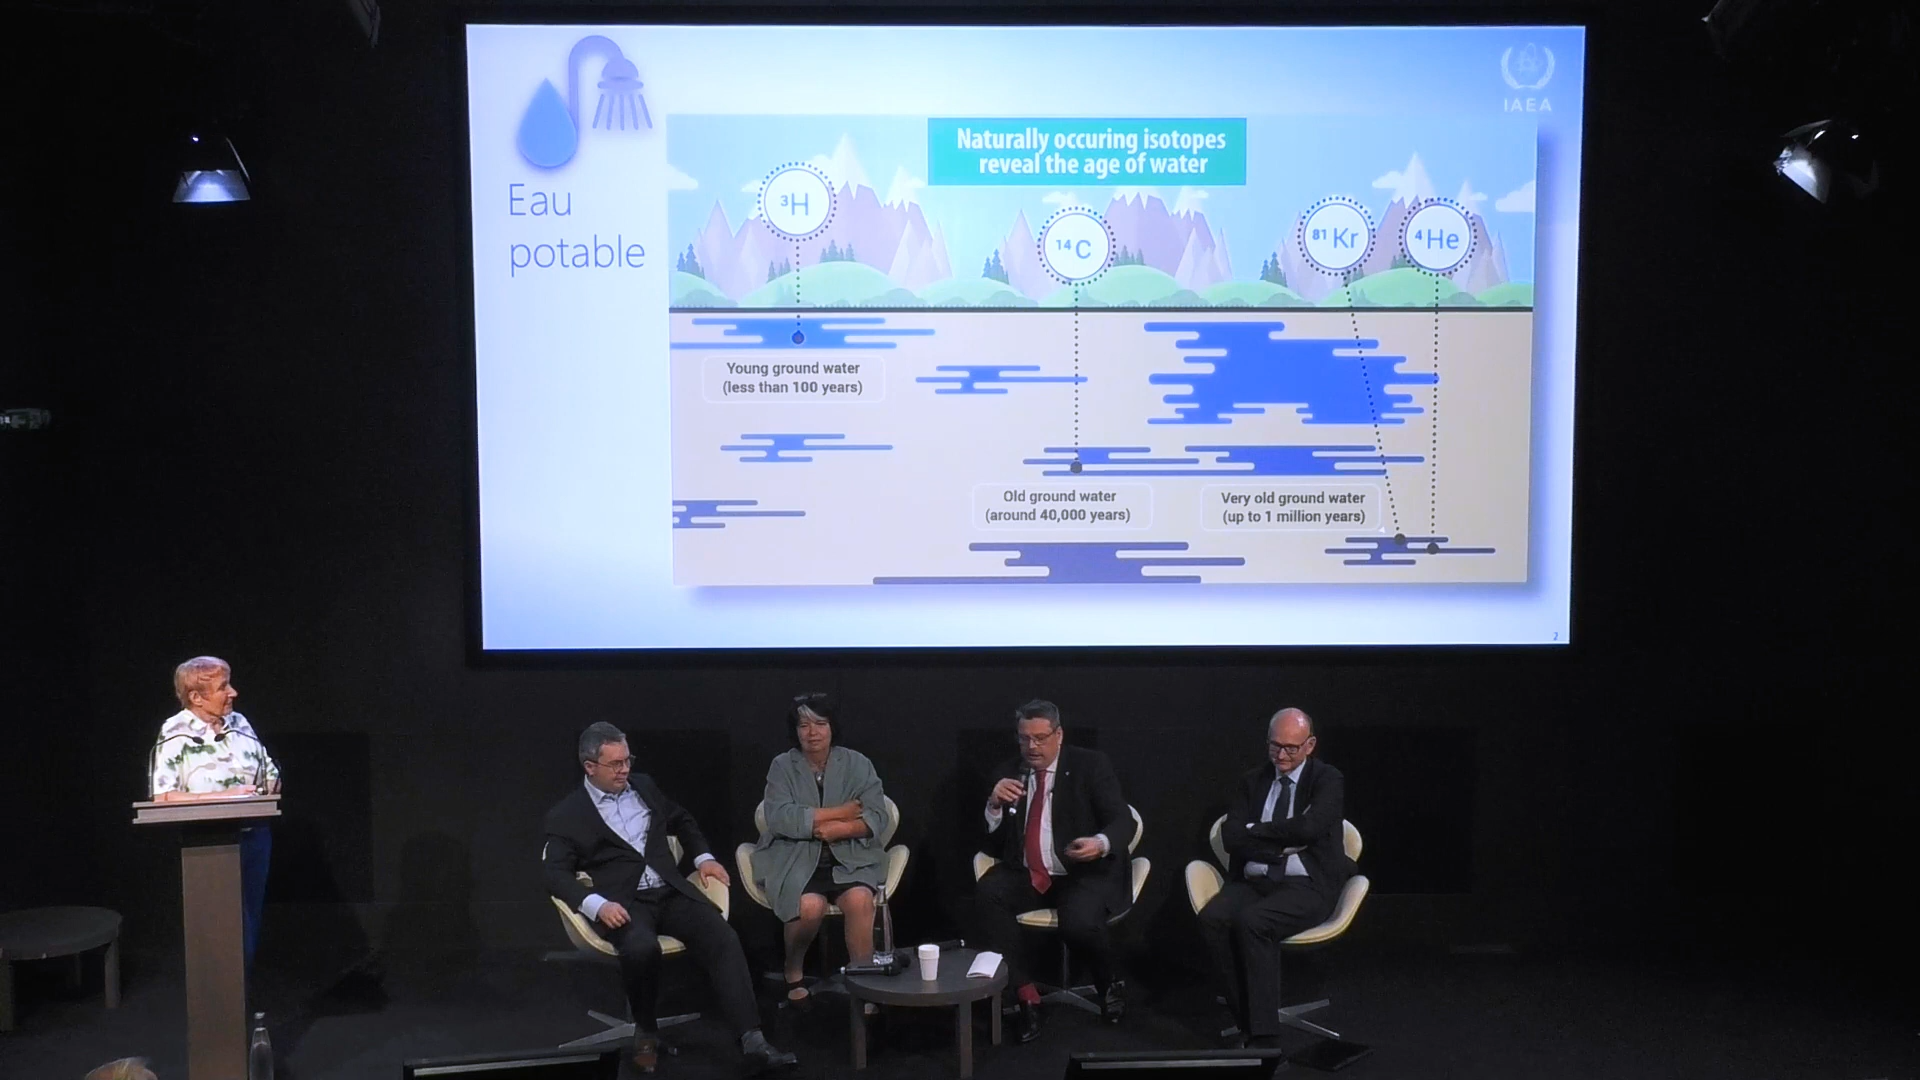 Eau
potable
IAEA
Naturally occuring isotopes
reveal the age of water
³H
¹⁴C
⁸¹Kr
⁴He
Young ground water
(less than 100 years)
Old ground water
(around 40,000 years)
Very old ground water
(up to 1 million years)
2